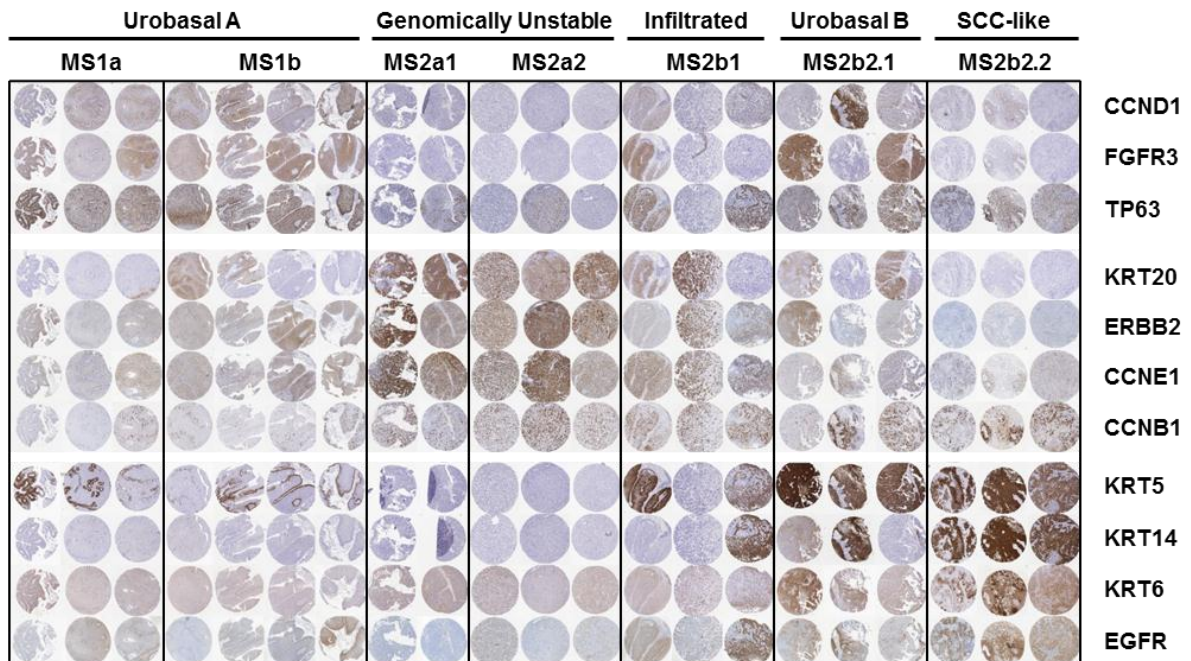 Urobasal A Genomically Unstable Infiltrated Urobasal B SCC-like
MS1a MS1b MS2a1 MS2a2 MS2b1 MS2b2.1 MS2b2.2
CCND1
FGFR3
TP63
KRT20
ERBB2
CCNE1
CCNB1
KRT5
KRT14
KRT6
EGFR